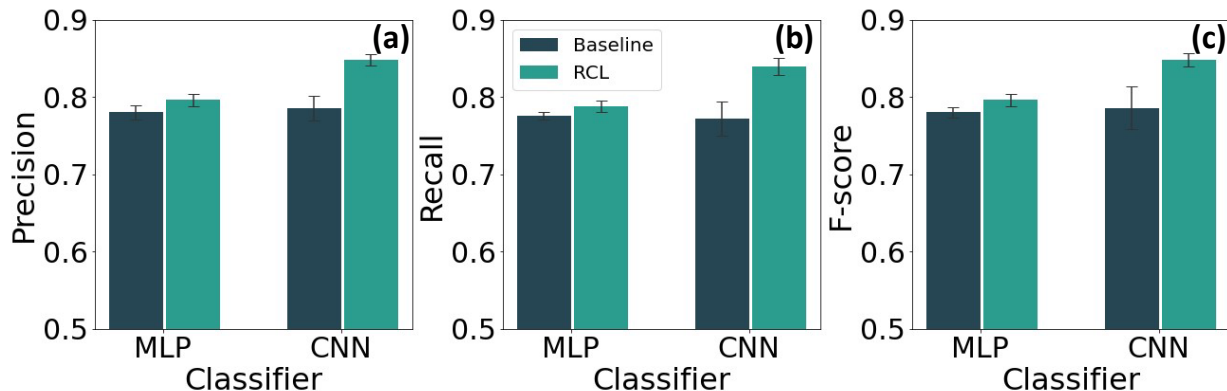 (a)
Precision
0.9
0.8
0.7
0.6
0.5
MLP
CNN
Classifier
(b)
Baseline
RCL
Recall
0.9
0.8
0.7
0.6
0.5
MLP
CNN
Classifier
(c)
F-score
0.9
0.8
0.7
0.6
0.5
MLP
CNN
Classifier